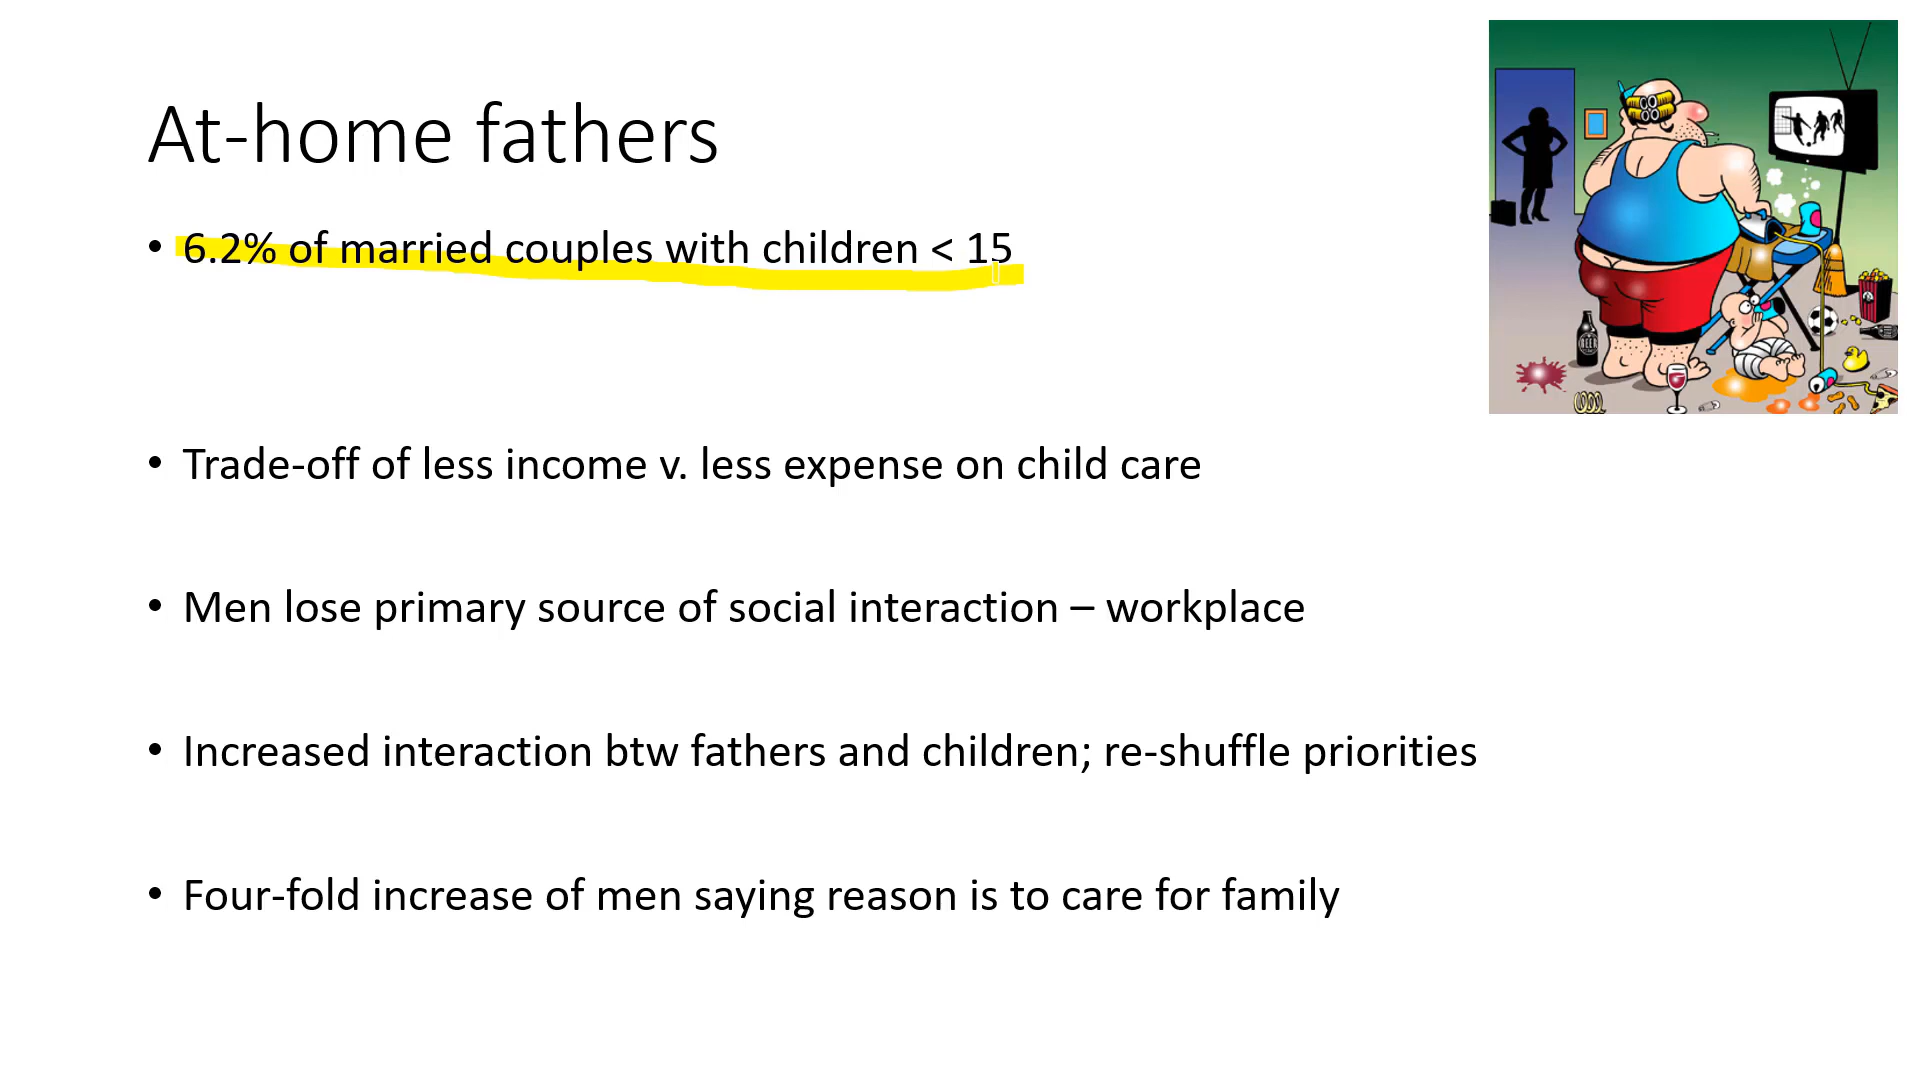 At-home fathers
• 6.2% of married couples with children < 15
• Trade-off of less income v. less expense on child care
• Men lose primary source of social interaction – workplace
• Increased interaction btw fathers and children; re-shuffle priorities
• Four-fold increase of men saying reason is to care for family
BEER